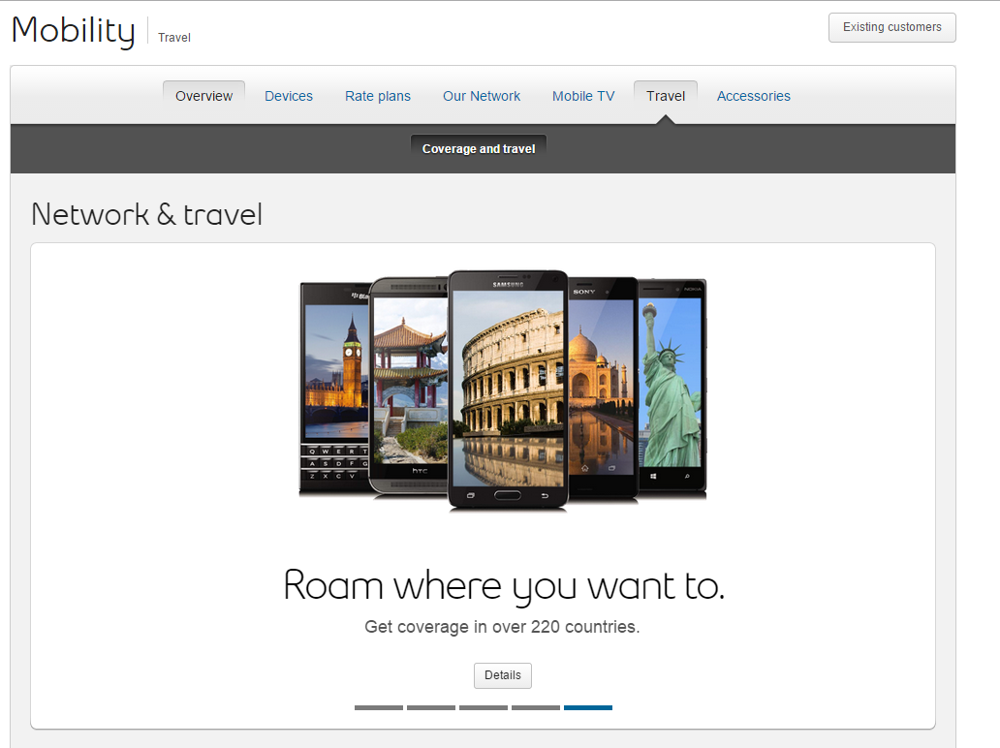 Mobility
Travel
Existing customers
Overview
Devices
Rate plans
Our Network
Mobile TV
Travel
Accessories
Coverage and travel
Network & travel
SAMSUNG
SONY
NOKIA
Q W E R T
A S D F G
Z X C V
hTC
Roam where you want to.
Get coverage in over 220 countries.
Details